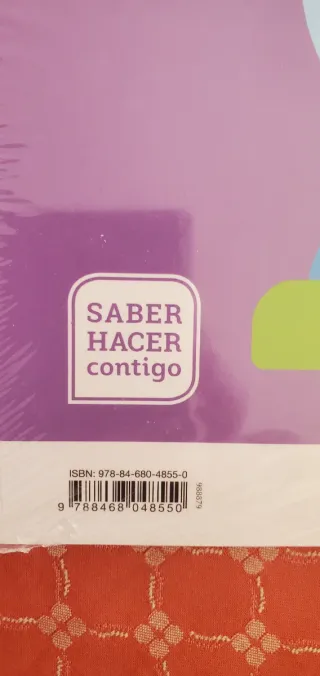 SABER
HACER
contigo
ISBN: 978-84-680-4855-0
9 788468 048550